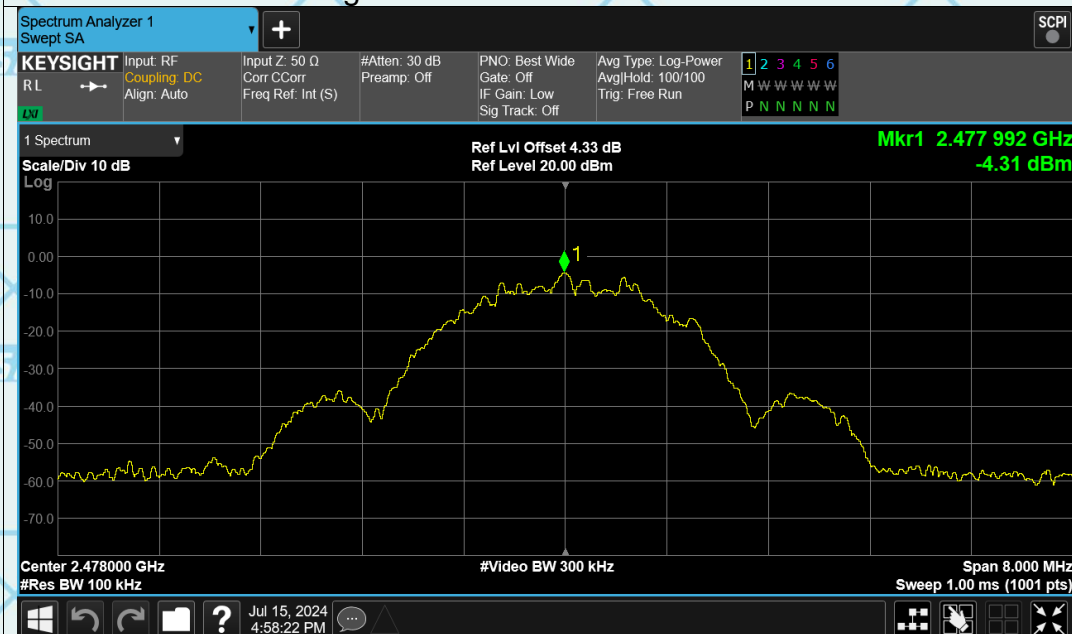 Spectrum Analyzer 1
Swept SA
+
SCPI
KEYSIGHT
RL
LXI
Input: RF
Coupling: DC
Align: Auto
Input Z: 50 Ω
Corr CCorr
Freq Ref: Int (S)
#Atten: 30 dB
Preamp: Off
PNO: Best Wide
Gate: Off
IF Gain: Low
Sig Track: Off
Avg Type: Log-Power
Avg|Hold: 100/100
Trig: Free Run
1 2 3 4 5 6
M W W W W W
P N N N N N
1 Spectrum
Scale/Div 10 dB
Log
Ref Lvl Offset 4.33 dB
Ref Level 20.00 dBm
Mkr1 2.477 992 GHz
-4.31 dBm
10.0
0.00
-10.0
-20.0
-30.0
-40.0
-50.0
-60.0
-70.0
1
Center 2.478000 GHz
#Video BW 300 kHz
Span 8.000 MHz
#Res BW 100 kHz
Sweep 1.00 ms (1001 pts)
?
Jul 15, 2024
4:58:22 PM